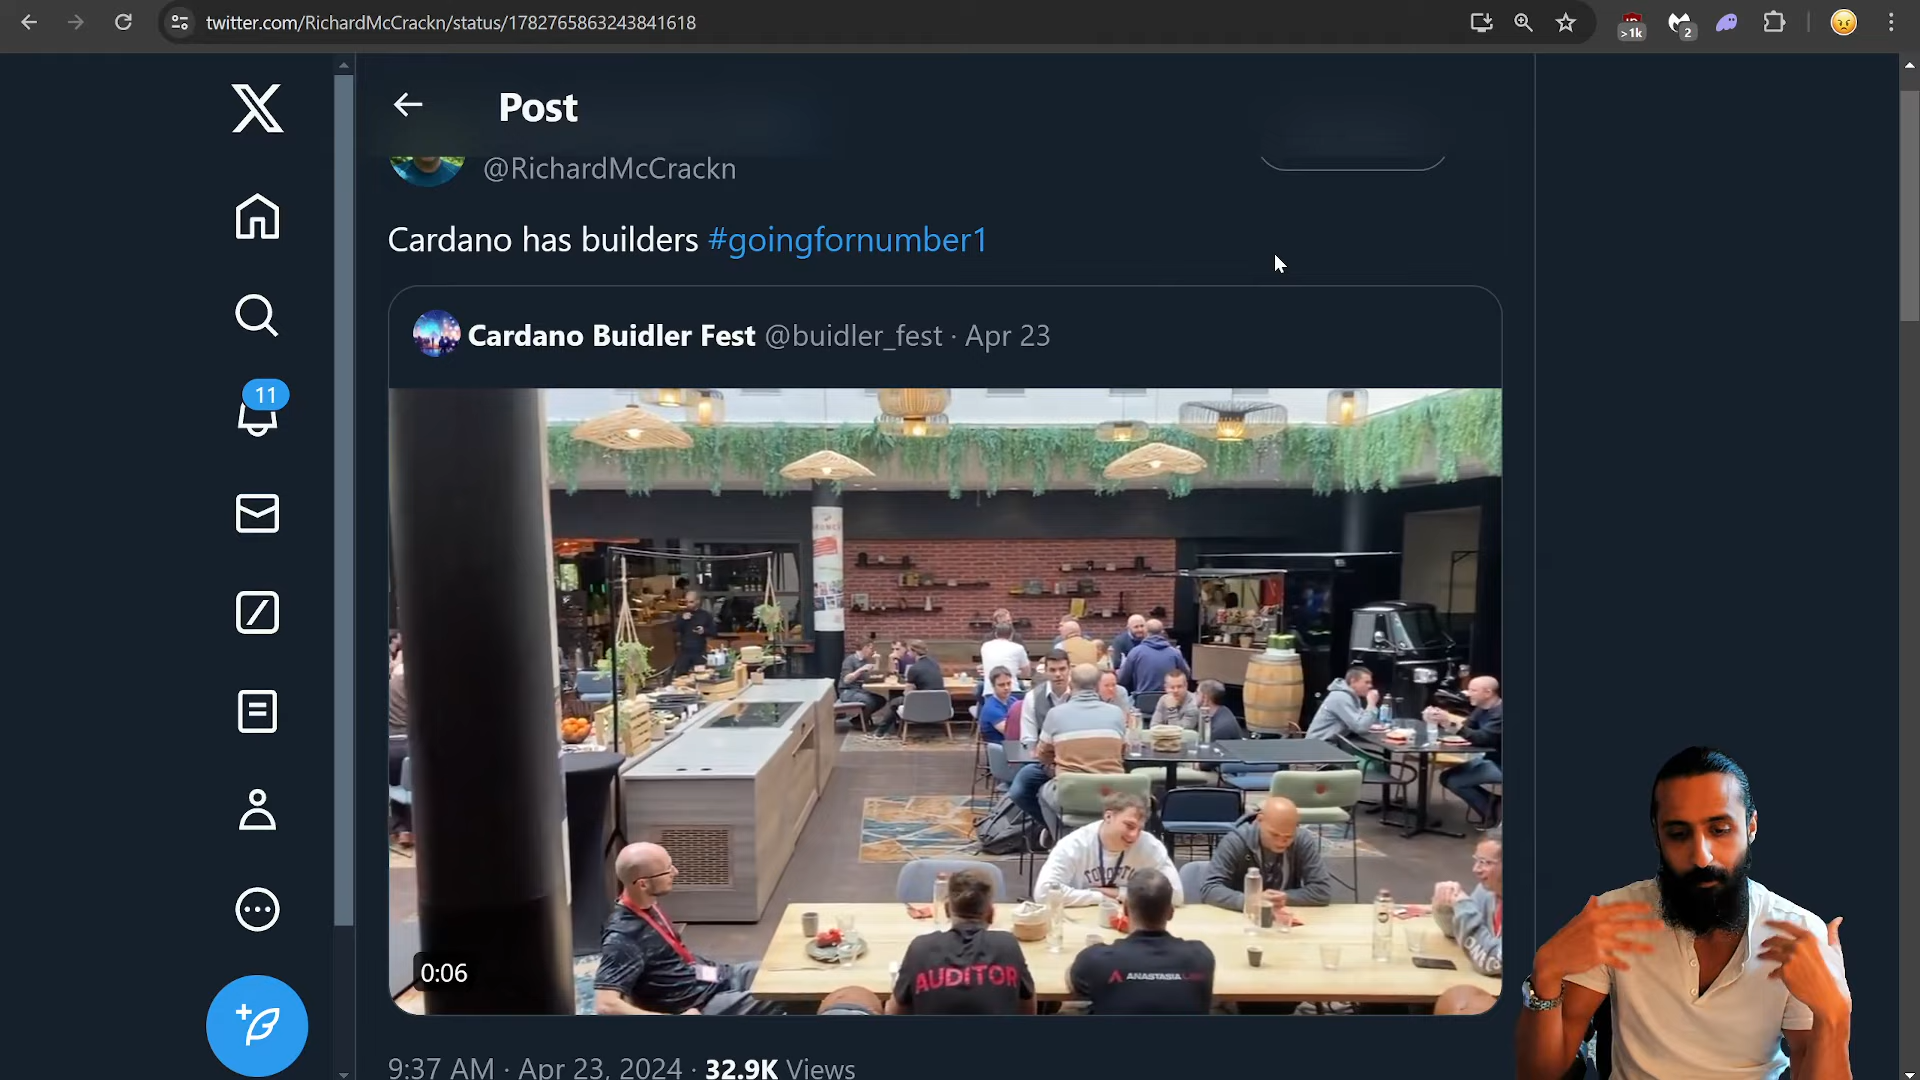 twitter.com/RichardMcCrackn/status/1782765863243841618
>1k
2
Post
@RichardMcCrackn
Cardano has builders #goingfornumber1
Cardano Buidler Fest @buidler_fest · Apr 23
11
AUDITOR
ANASTASIA
0:06
9:37 AM · Apr 23, 2024 · 32.9K Views